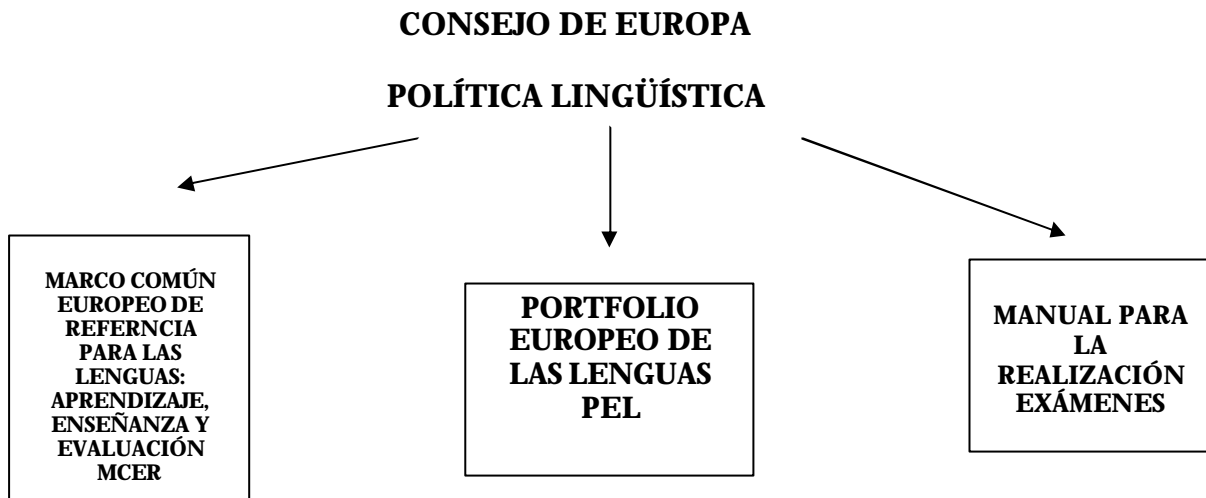 CONSEJO DE EUROPA
POLÍTICA LINGÜÍSTICA
MARCO COMÚN
EUROPEO DE
REFERNCIA
PARA LAS
LENGUAS:
APRENDIZAJE,
ENSEÑANZA Y
EVALUACIÓN
MCER
PORTFOLIO
EUROPEO DE
LAS LENGUAS
PEL
MANUAL PARA
LA
REALIZACIÓN
EXÁMENES